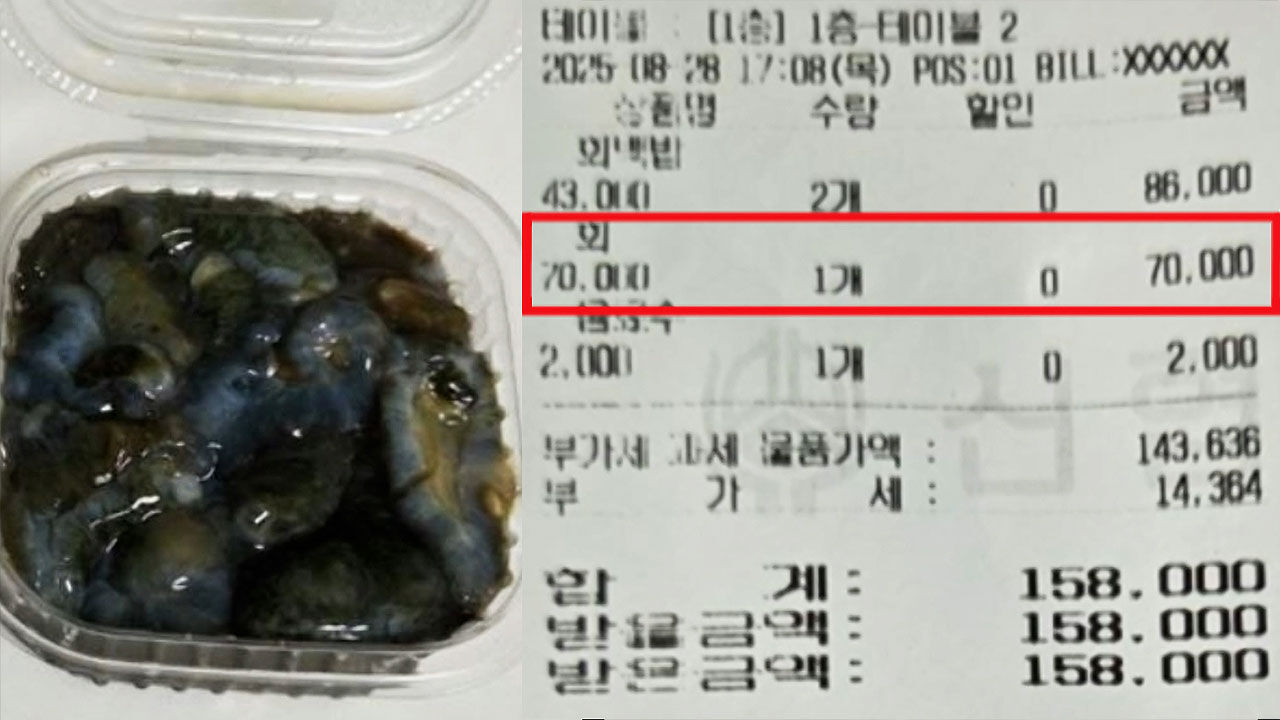 테이블 : [1층] 1층-테이블 2
2025-08-28 17:08(목) POS:01 BILL:XXXXXX
상품명 수량 할인 금액
회백밥
43.000 2개 0 86.000
회
70.000 1개 0 70.000
2.000 1개 0 2.000
부가세 과세 물품가액 : 143.636
부 가 세 : 14.364
합 계 : 158.000
받을금액 : 158.000
받은금액 : 158.000